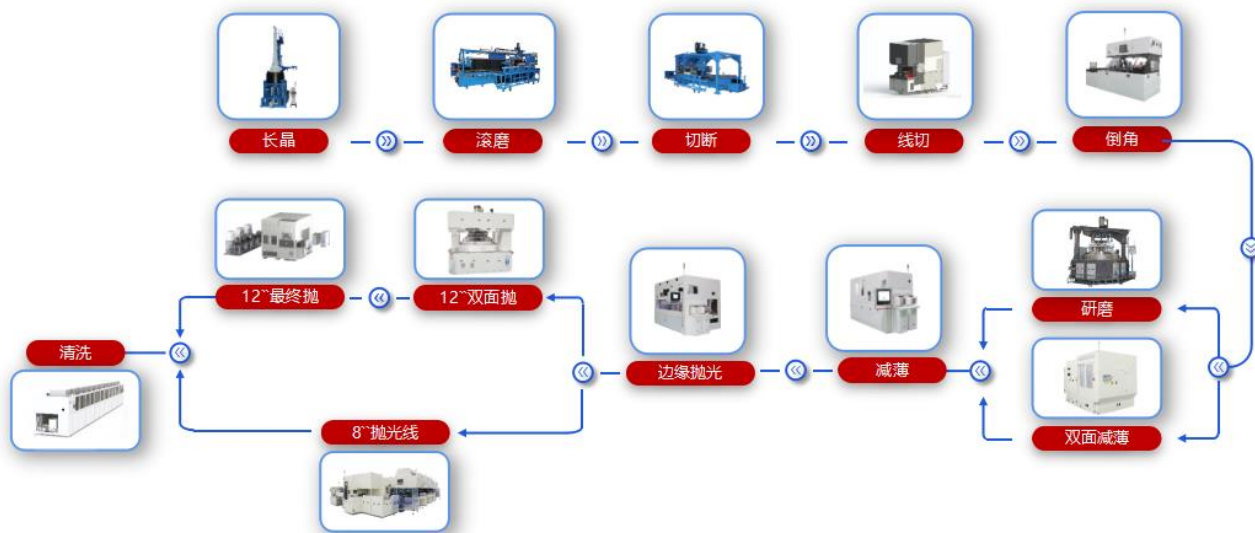 长晶
滚磨
切断
线切
倒角
研磨
双面减薄
减薄
边缘抛光
12``双面抛
12``最终抛
8``抛光线
清洗